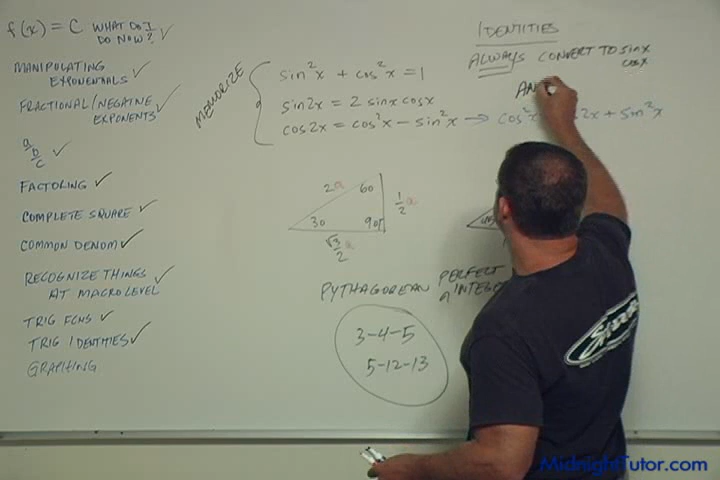 f(x) = C WHAT DO I
DO NOW? ✓
MANIPULATING
EXPONENTIALS ✓
FRACTIONAL/NEGATIVE
EXPONENTS ✓
a
b
c ✓
FACTORING ✓
COMPLETE SQUARE ✓
COMMON DENOM ✓
RECOGNIZE THINGS
AT MACRO LEVEL ✓
TRIG FCNS ✓
TRIG IDENTITIES ✓
GRAPHING
MEMORIZE
sin²x + cos²x = 1
sin2x = 2 sinx cosx
cos2x = cos²x − sin²x → cos²x 2x + sin²x
IDENTITIES
ALWAYS CONVERT TO sinx
cosx
2a 60
1/2 a
30 90
√3/2 a
PYTHAGOREAN PERFECT
3-4-5
5-12-13
MidnightTutor.com